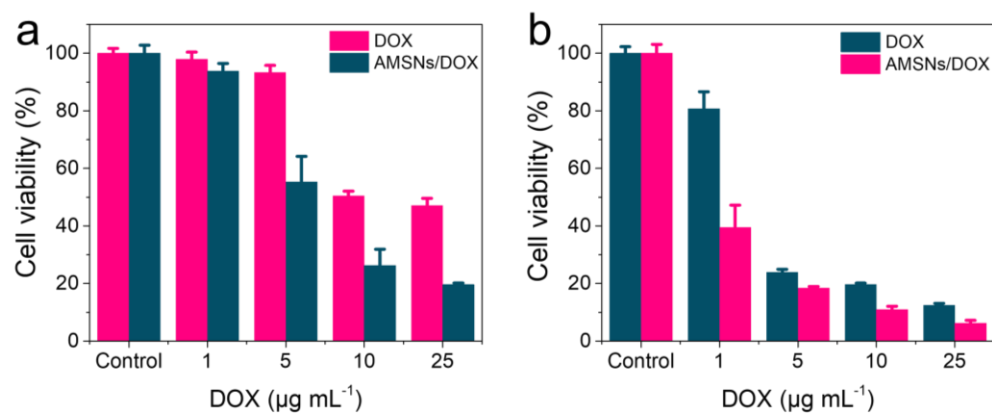 a
DOX
AMSNs/DOX
Cell viability (%)
100
80
60
40
20
0
Control 1 5 10 25
DOX (µg mL⁻¹)
b
DOX
AMSNs/DOX
Cell viability (%)
100
80
60
40
20
0
Control 1 5 10 25
DOX (µg mL⁻¹)